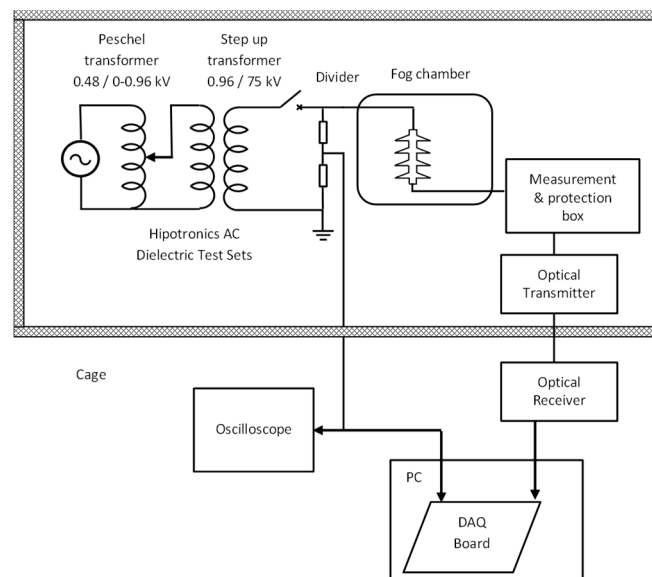 Peschel
transformer
0.48 / 0-0.96 kV
Step up
transformer
0.96 / 75 kV
Divider
Fog chamber
Measurement
& protection
box
Hipotronics AC
Dielectric Test Sets
Optical
Transmitter
Cage
Optical
Receiver
Oscilloscope
PC
DAQ
Board